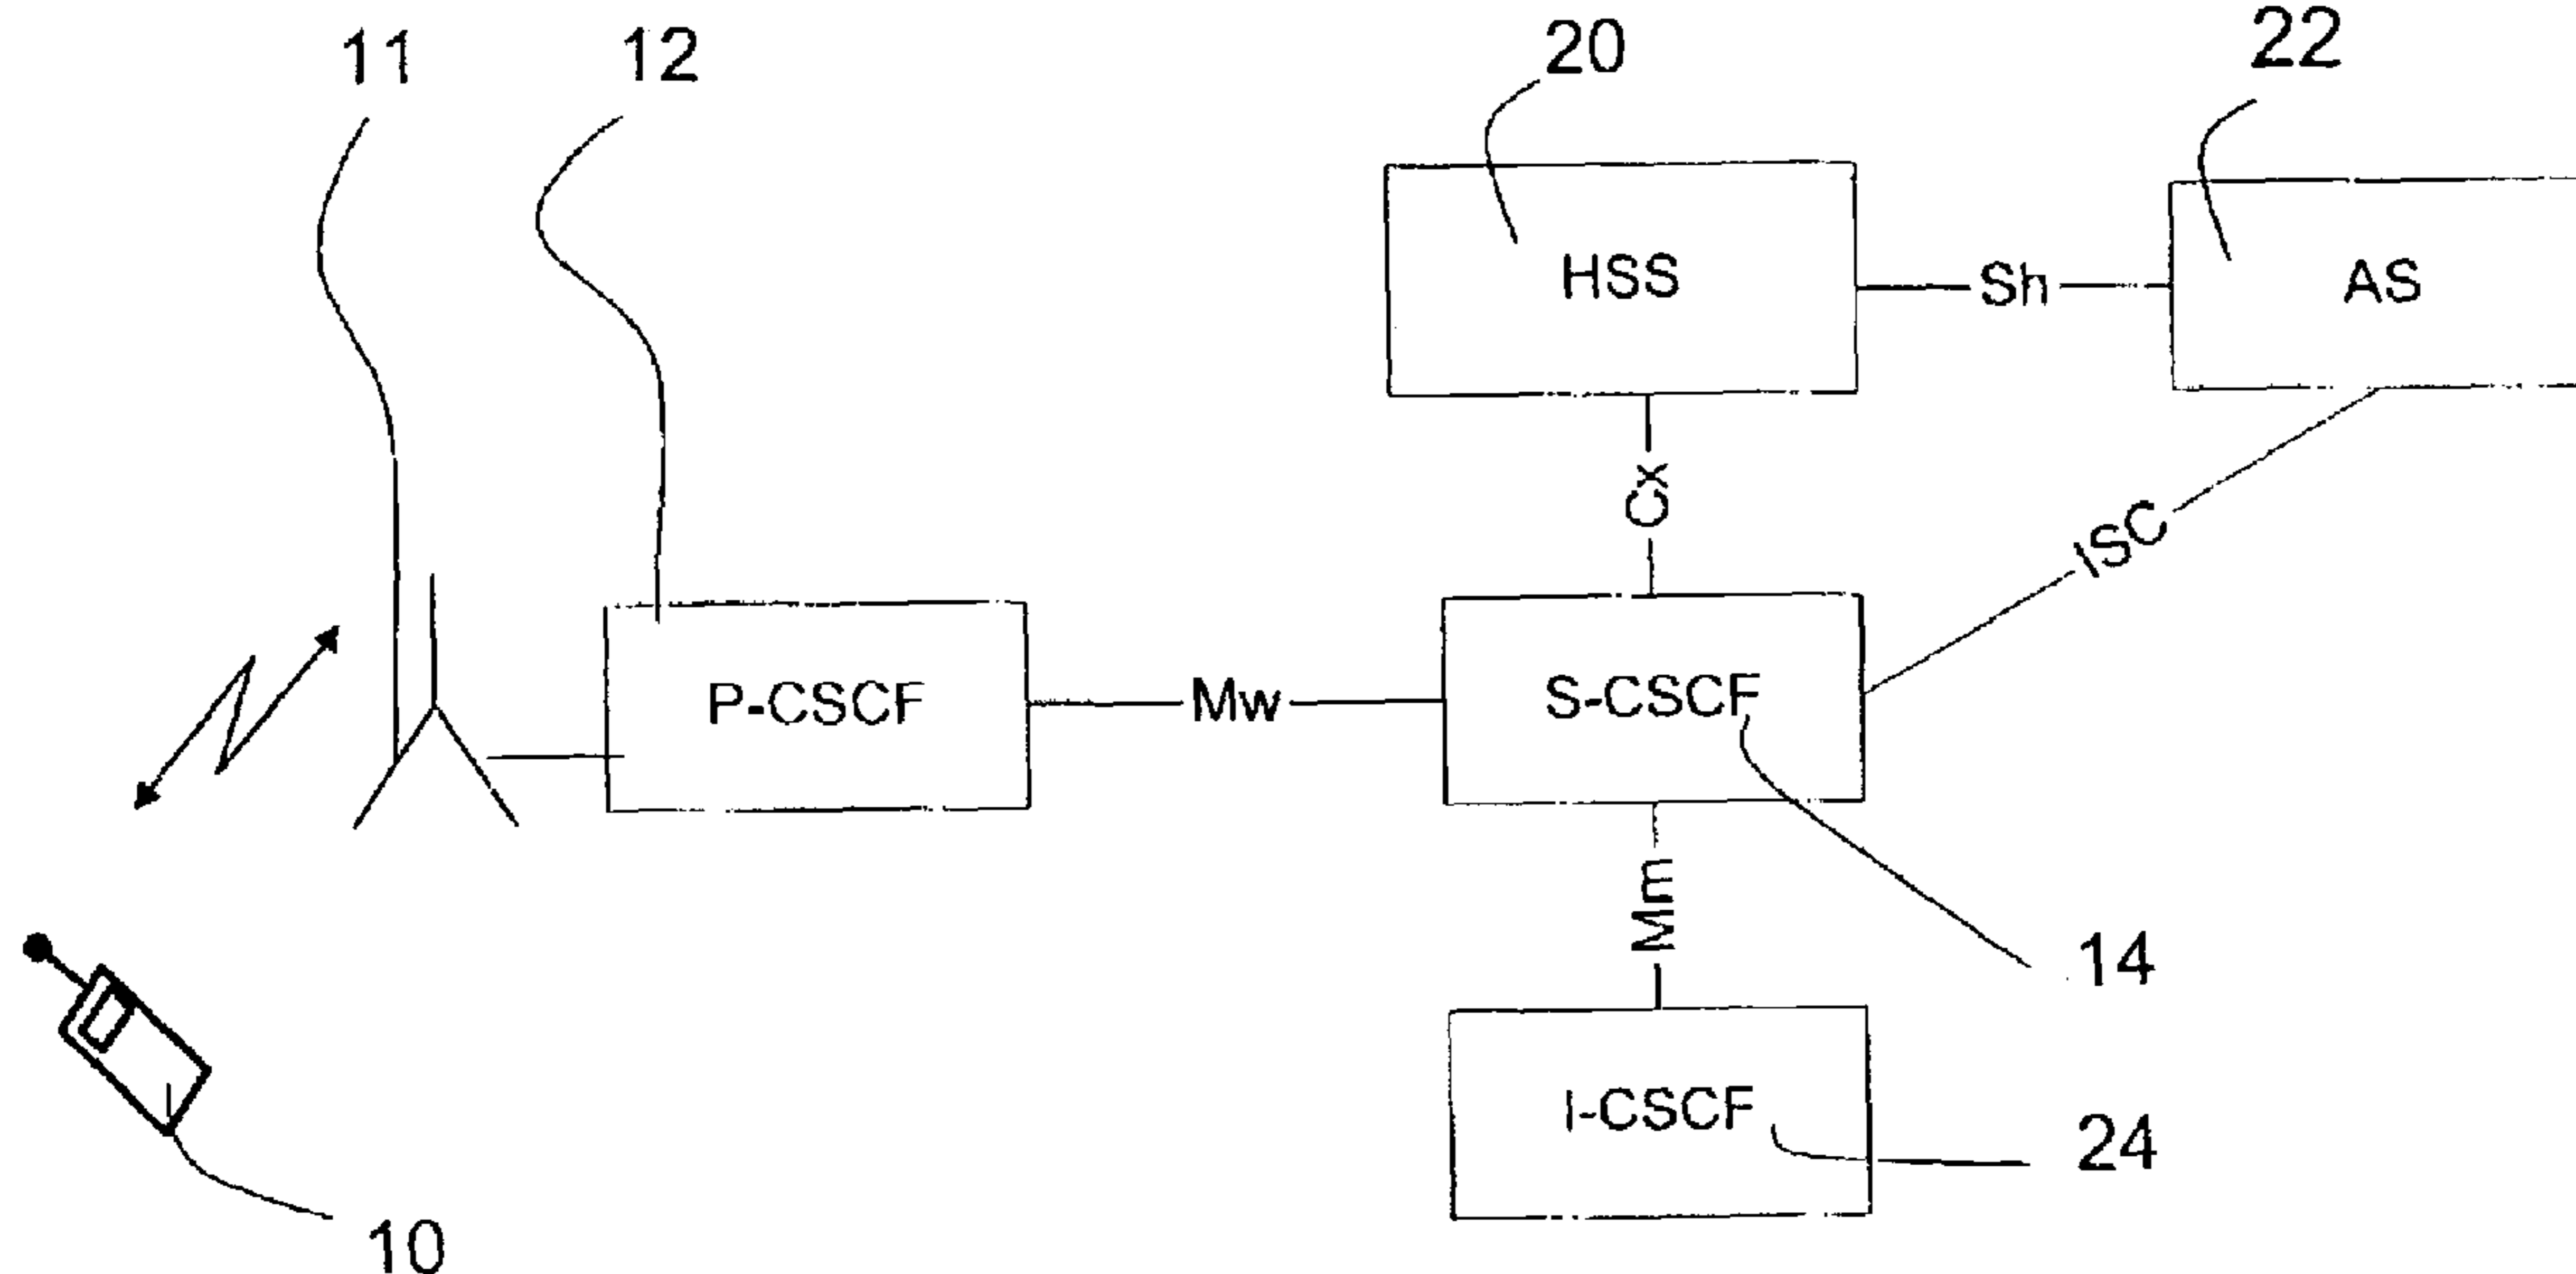 11
12
20
22
HSS
Sh
AS
Cx
ISC
P-CSCF
Mw
S-CSCF
Mm
14
I-CSCF
24
10